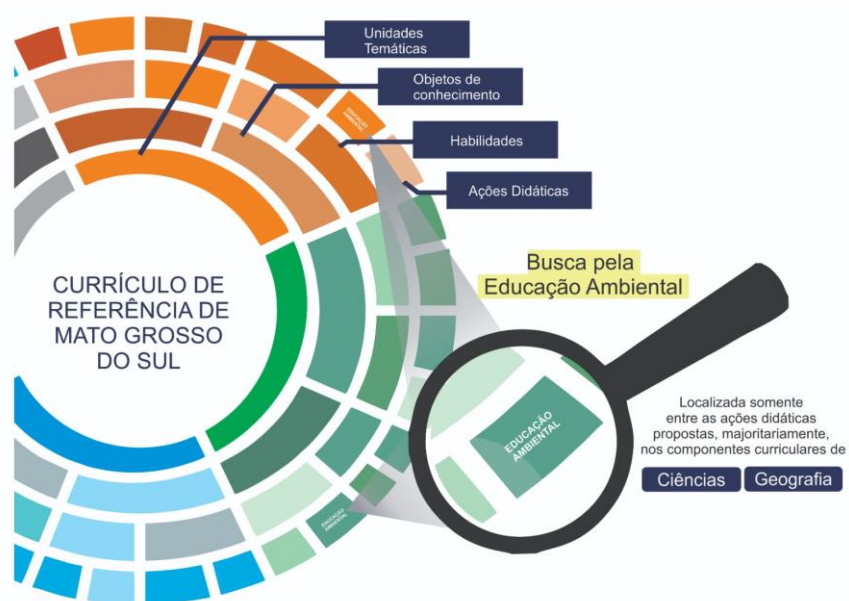 Unidades
Temáticas
Objetos de
conhecimento
EDUCAÇÃO
AMBIENTAL
Habilidades
Ações Didáticas
CURRÍCULO DE
REFERÊNCIA DE
MATO GROSSO
DO SUL
Busca pela
Educação Ambiental
EDUCAÇÃO
AMBIENTAL
Localizada somente
entre as ações didáticas
propostas, majoritariamente,
nos componentes curriculares de
Ciências
Geografia
EDUCAÇÃO
AMBIENTAL